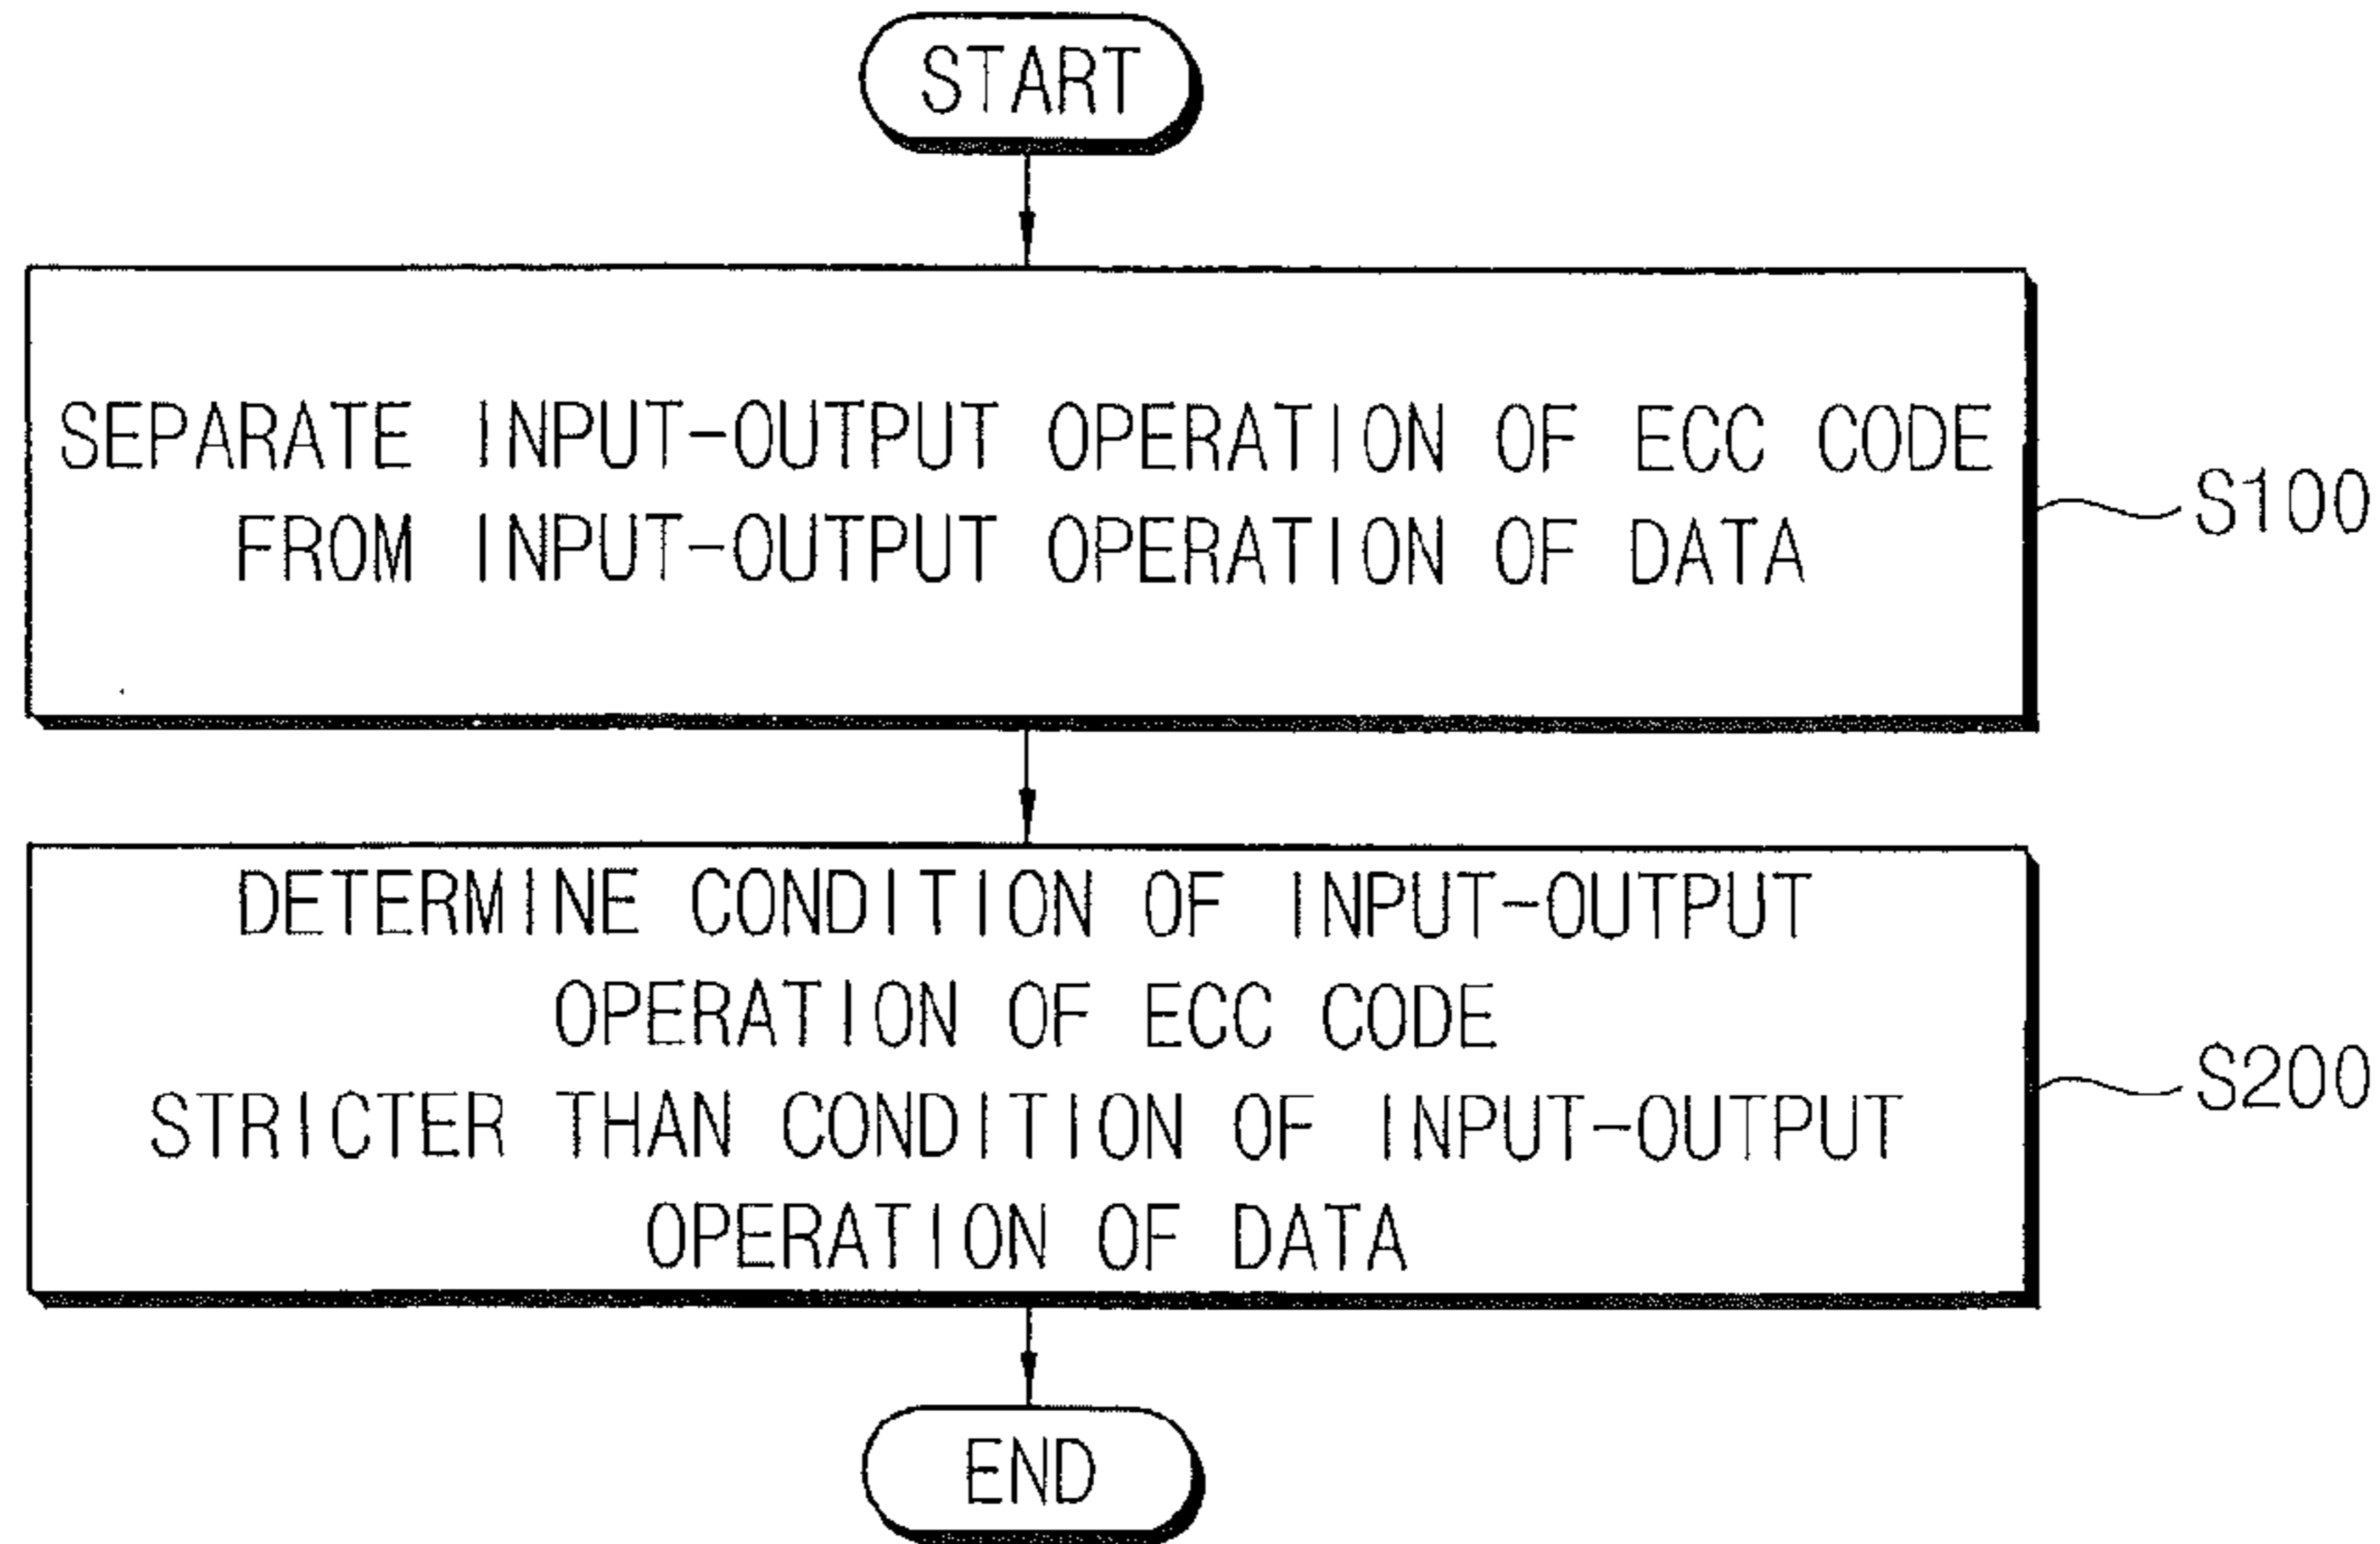 START
SEPARATE INPUT-OUTPUT OPERATION OF ECC CODE
FROM INPUT-OUTPUT OPERATION OF DATA
S100
DETERMINE CONDITION OF INPUT-OUTPUT
OPERATION OF ECC CODE
STRICTER THAN CONDITION OF INPUT-OUTPUT
OPERATION OF DATA
S200
END